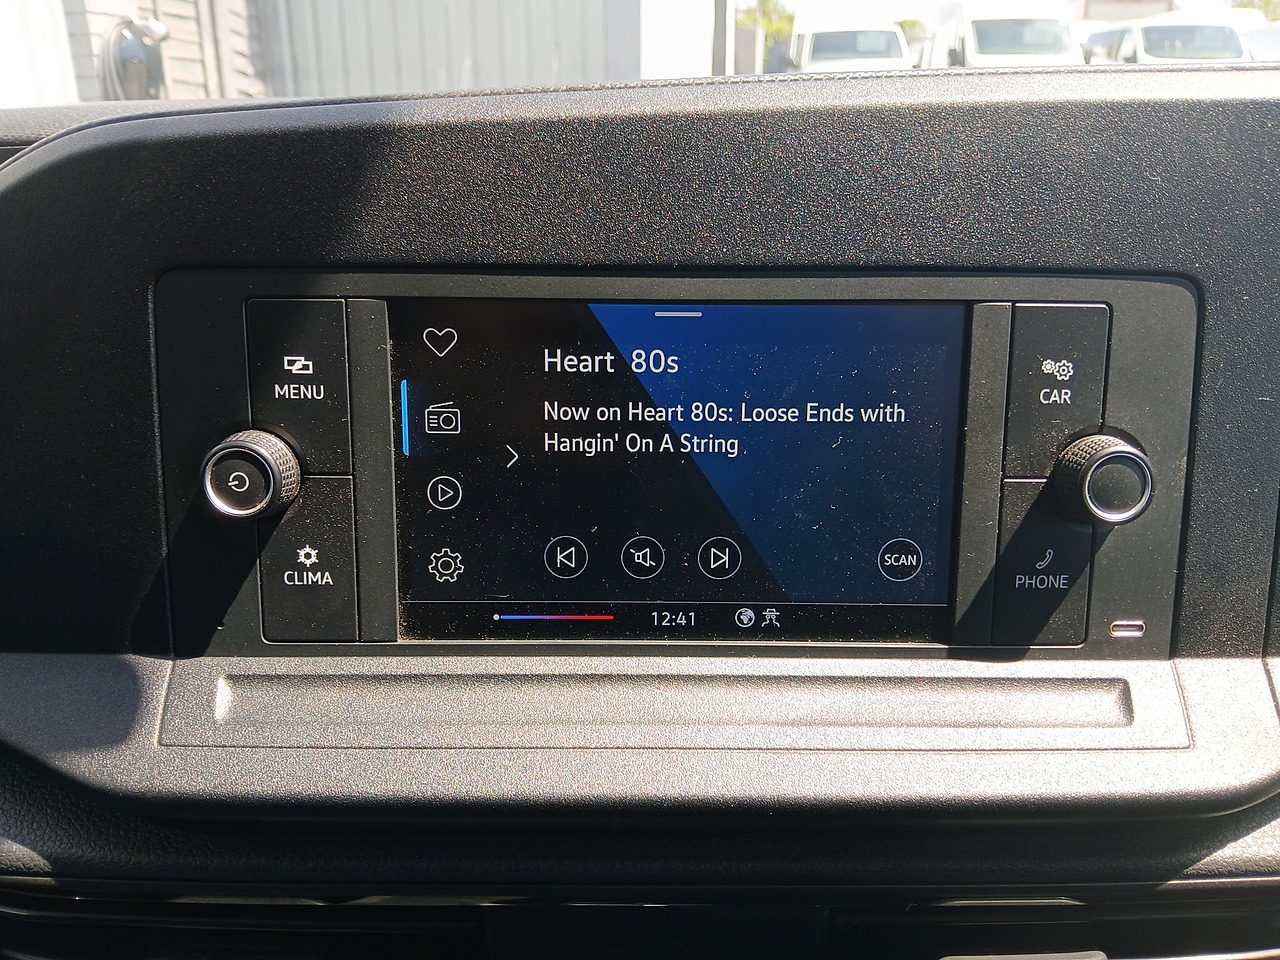 MENU
CLIMA
Heart 80s
Now on Heart 80s: Loose Ends with
Hangin' On A String
SCAN
12:41
CAR
PHONE